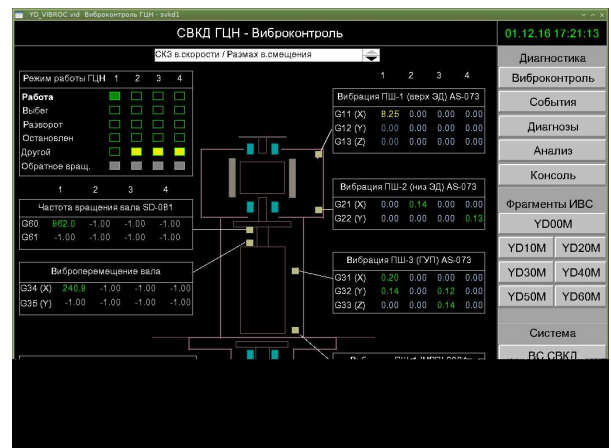 YD_VIBROC.vid Виброконтроль ГЦН - svkd1
СВКД ГЦН - Виброконтроль
01.12.16 17:21:13
СКЗ в.скорости / Размах в.смещения
Режим работы ГЦН 1 2 3 4
Работа
Выбег
Разворот
Остановлен
Другой
Обратное вращ.
1 2 3 4
Частота вращения вала SD-0B1
G60 962.0 -1.00 -1.00 -1.00
G61 -1.00 -1.00 -1.00 -1.00
Виброперемещение вала
G34 (X) 240.9 -1.00 -1.00 -1.00
G35 (Y) -1.00 -1.00 -1.00 -1.00
1 2 3 4
Вибрация ПШ-1 (верх ЭД) AS-073
G11 (X) 8.25 0.00 0.00 0.00
G12 (Y) 0.00 0.00 0.00 0.00
G13 (Z) 0.00 0.00 0.00 0.00
Вибрация ПШ-2 (низ ЭД) AS-073
G21 (X) 0.00 0.14 0.00 0.00
G22 (Y) 0.00 0.00 0.00 0.13
Вибрация ПШ-3 (ГУП) AS-073
G31 (X) 0.20 0.00 0.00 0.00
G32 (Y) 0.14 0.00 0.12 0.00
G33 (Z) 0.00 0.00 0.14 0.00
Диагностика
Виброконтроль
События
Диагнозы
Анализ
Консоль
Фрагменты ИВС
YD00M
YD10M YD20M
YD30M YD40M
YD50M YD60M
Система
ВС СВКД